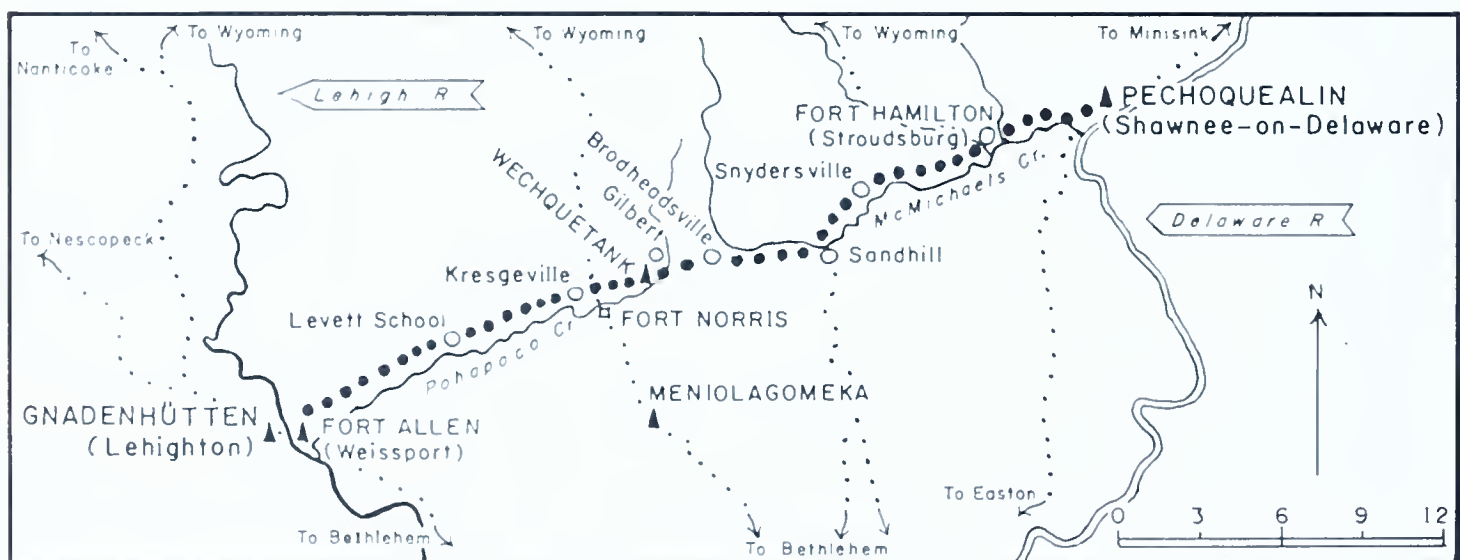 To Nanticoke
To Wyoming
To Wyoming
To Wyoming
To Minisink
Lehigh R
PECHOQUEALIN
(Shawnee-on-Delaware)
FORT HAMILTON
(Stroudsburg)
Snydersville
McMichaels Cr.
Brodheadsville
Gilbert
WECHQUETANK
Delaware R
To Nescopeck
Kresgeville
Sandhill
Levett School
FORT NORRIS
Pohapoco Cr
N
GNADENHÜTTEN
(Lehighton)
FORT ALLEN
(Weissport)
MENIOLAGOMEKA
To Easton
To Bethlehem
To Bethlehem
0 3 6 9 12